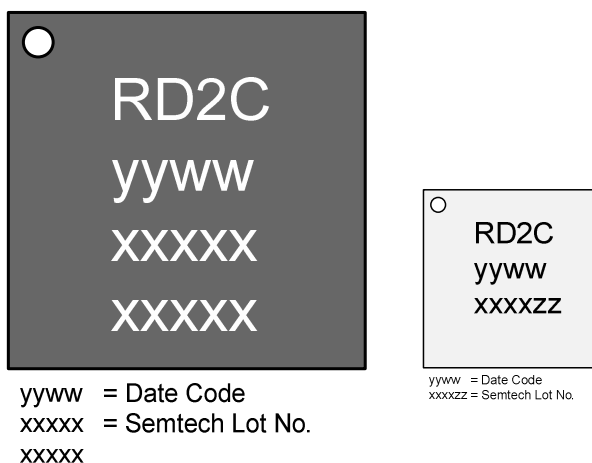 RD2C
yyww
xxxxx
xxxxx
yyww = Date Code
xxxxx = Semtech Lot No.
xxxxx
RD2C
yyww
xxxxzz
yyww = Date Code
xxxxzz = Semtech Lot No.